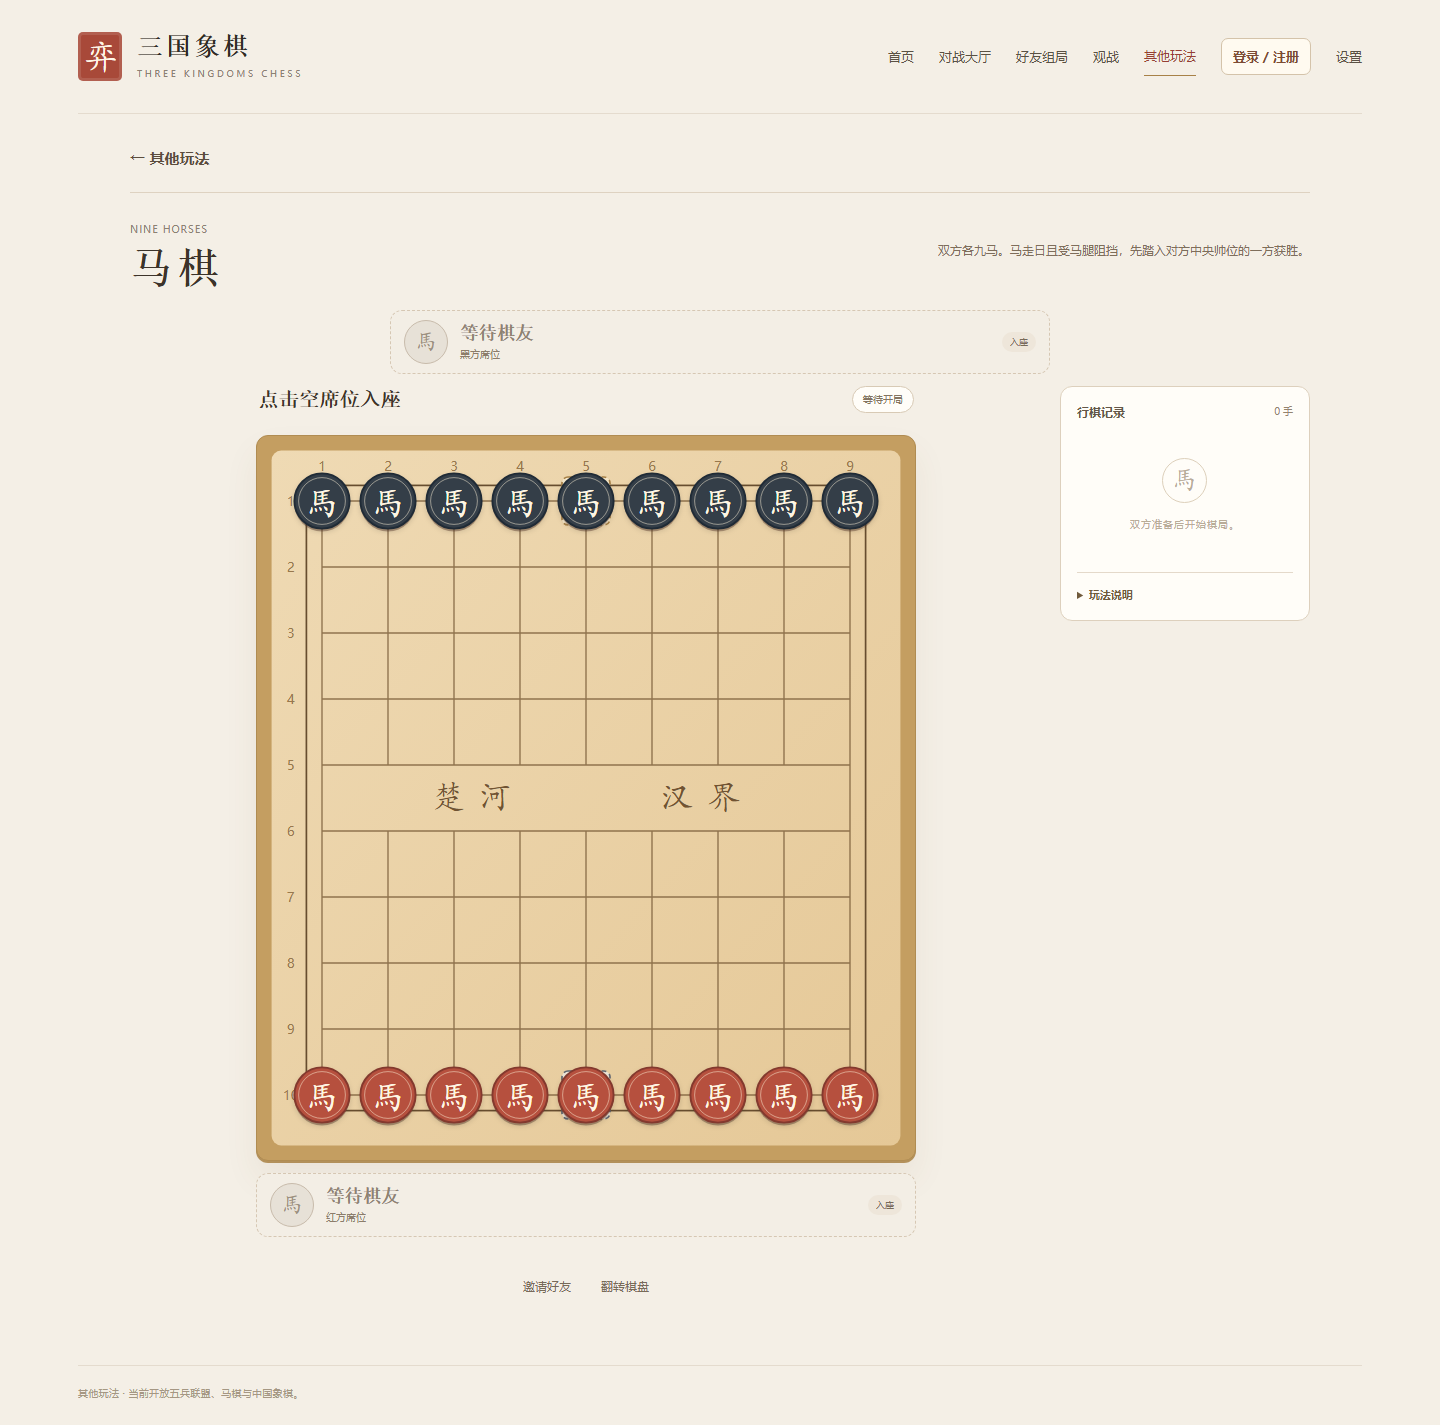 弈
三国象棋
THREE KINGDOMS CHESS
首页
对战大厅
好友组局
观战
其他玩法
登录 / 注册
设置
← 其他玩法
NINE HORSES
马棋
双方各九马。马走日且受马腿阻挡，先踏入对方中央帅位的一方获胜。
馬
等待棋友
黑方席位
入座
点击空席位入座
等待开局
行棋记录
0 手
馬
双方准备后开始棋局。
▶ 玩法说明
1 2 3 4 5 6 7 8 9
1 馬 馬 馬 馬 馬 馬 馬 馬 馬
2
3
4
5
楚河 汉界
6
7
8
9
10 馬 馬 馬 馬 馬 馬 馬 馬 馬
馬
等待棋友
红方席位
入座
邀请好友
翻转棋盘
其他玩法 · 当前开放五兵联盟、马棋与中国象棋。